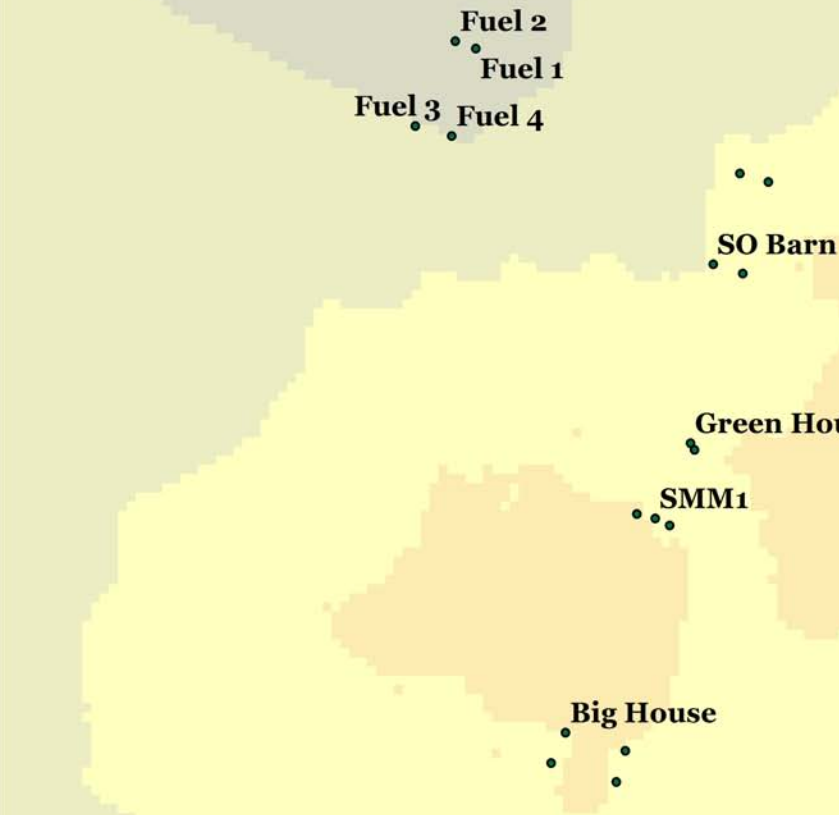 Fuel 2
Fuel 1
Fuel 3
Fuel 4
SO Barn
Green Hou
SMM1
Big House